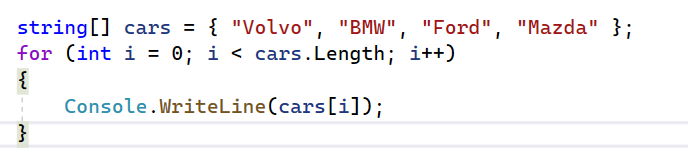 string[] cars = { "Volvo", "BMW", "Ford", "Mazda" };
for (int i = 0; i < cars.Length; i++)
{
    Console.WriteLine(cars[i]);
}